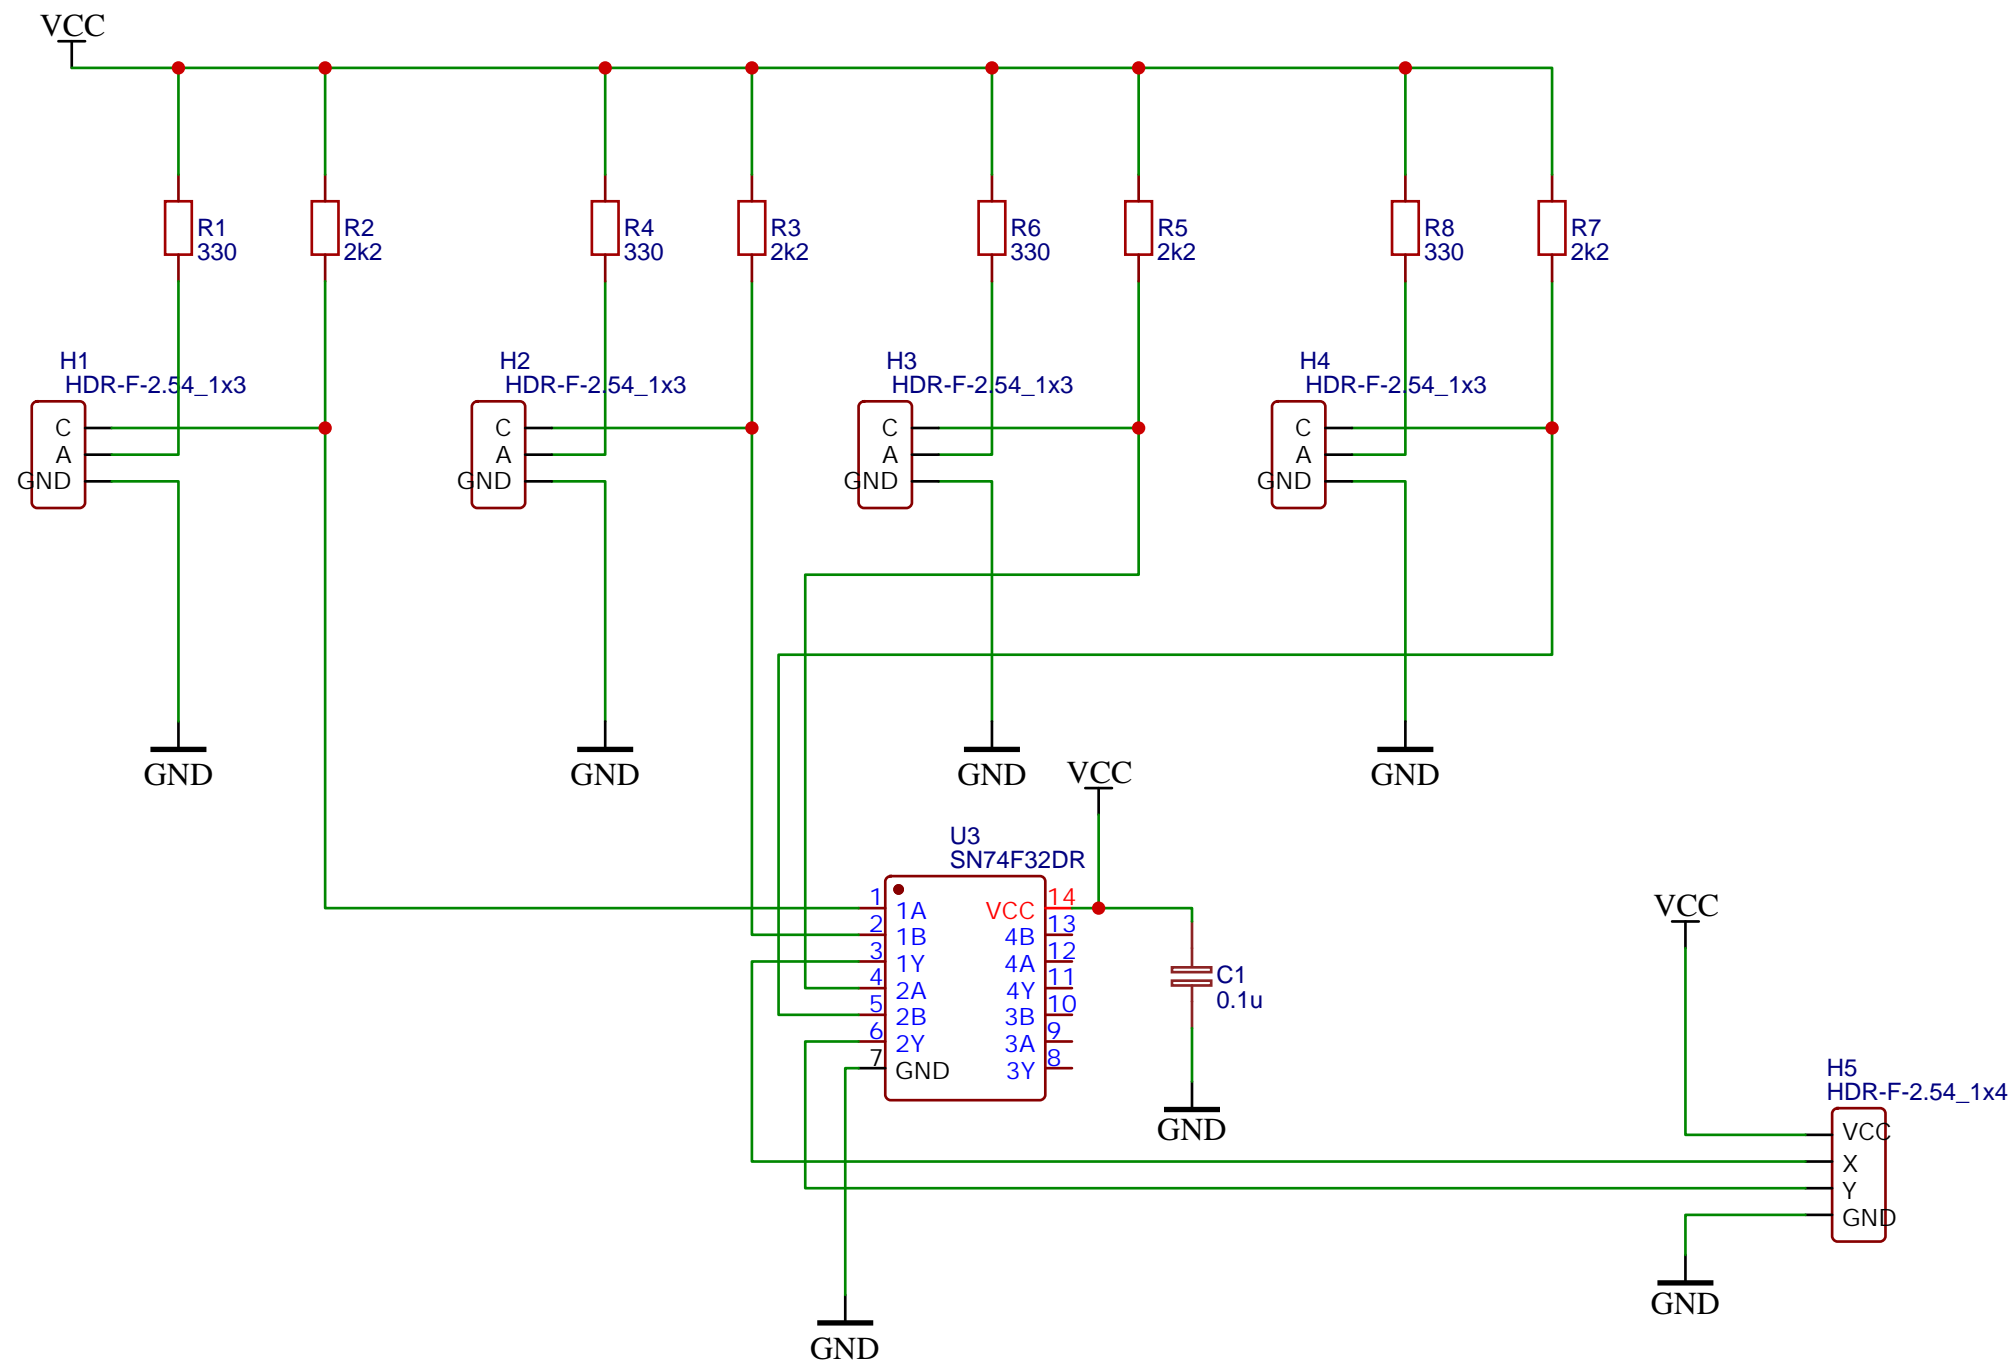 VCC
R1
330
R2
2k2
R4
330
R3
2k2
R6
330
R5
2k2
R8
330
R7
2k2
H1
HDR-F-2.54_1x3
C
A
GND
H2
HDR-F-2.54_1x3
C
A
GND
H3
HDR-F-2.54_1x3
C
A
GND
H4
HDR-F-2.54_1x3
C
A
GND
GND
GND
GND
GND
VCC
U3
SN74F32DR
1 1A VCC 14
2 1B 4B 13
3 1Y 4A 12
4 2A 4Y 11
5 2B 3B 10
6 2Y 3A 9
7 GND 3Y 8
C1
0.1u
GND
GND
VCC
H5
HDR-F-2.54_1x4
VCC
X
Y
GND
GND